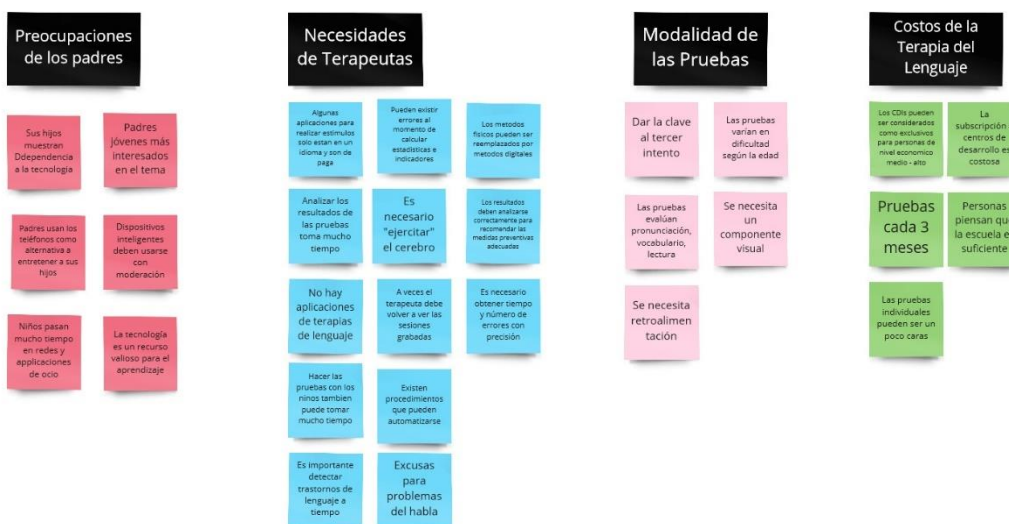 Preocupaciones
de los padres
Sus hijos
muestran
Ddependencia
a la tecnología
Padres
jóvenes más
interesados
en el tema
Padres usan los
teléfonos como
alternativa a
entretener a sus
hijos
Dispositivos
inteligentes
deben usarse
con
moderación
Niños pasan
mucho tiempo
en redes y
applicaciones
de ocio
La tecnología
es un recurso
valioso para el
aprendizaje
Necesidades
de Terapeutas
Algunas
aplicaciones para
realizar estimulos
solo estan en un
idioma y son de
paga
Pueden existir
errores al
momento de
calcular
estadísticas e
indicadores
Los metodos
físicos pueden ser
reemplazados por
metodos digitales
Analizar los
resultados de
las pruebas
toma mucho
tiempo
Es
necesario
"ejercitar"
el cerebro
Los resultados
deben analizarse
correctamente para
recomendar las
medidas preventivas
adecuadas
No hay
aplicaciones
de terapias
de lenguaje
A veces el
terapeuta debe
volver a ver las
sesiones
grabadas
Es necesario
obtener tiempo
y número de
errores con
precisión
Hacer las
pruebas con los
ninos tambien
puede tomar
mucho tiempo
Existen
procedimientos
que pueden
automatizarse
Es importante
detectar
trastornos de
lenguaje a
tiempo
Excusas
para
problemas
del habla
Modalidad de
las Pruebas
Dar la clave
al tercer
intento
Las pruebas
varían en
dificultad
según la edad
Las pruebas
evalúan
pronunciación,
vocabulario,
lectura
Se necesita
un
componente
visual
Se necesita
retroalimen
tación
Costos de la
Terapia del
Lenguaje
Los CDIs pueden
ser considerados
como exclusivos
para personas de
nivel economico
medio - alto
La
subscripción
centros de
desarrollo es
costosa
Pruebas
cada 3
meses
Personas
piensan que
la escuela e
suficiente
Las pruebas
individuales
pueden ser un
poco caras